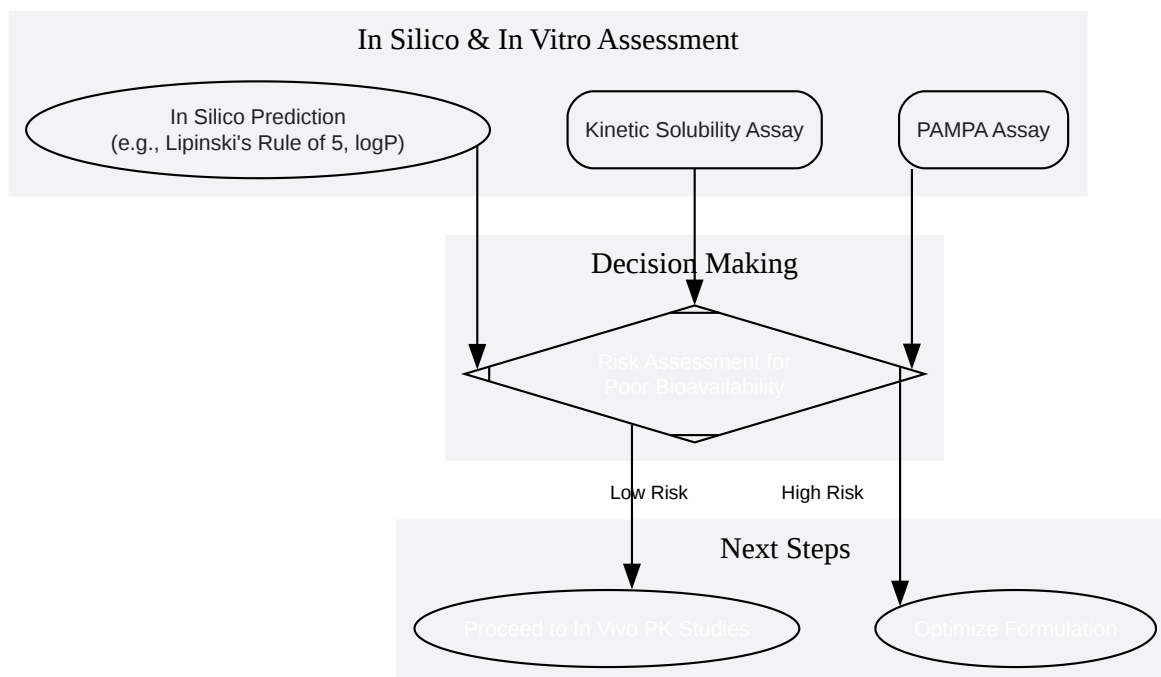 In Silico & In Vitro Assessment
In Silico Prediction
(e.g., Lipinski's Rule of 5, logP)
Kinetic Solubility Assay
PAMPA Assay
Decision Making
Risk Assessment for
Poor Bioavailability
Low Risk
High Risk
Next Steps
Proceed to In Vivo PK Studies
Optimize Formulation